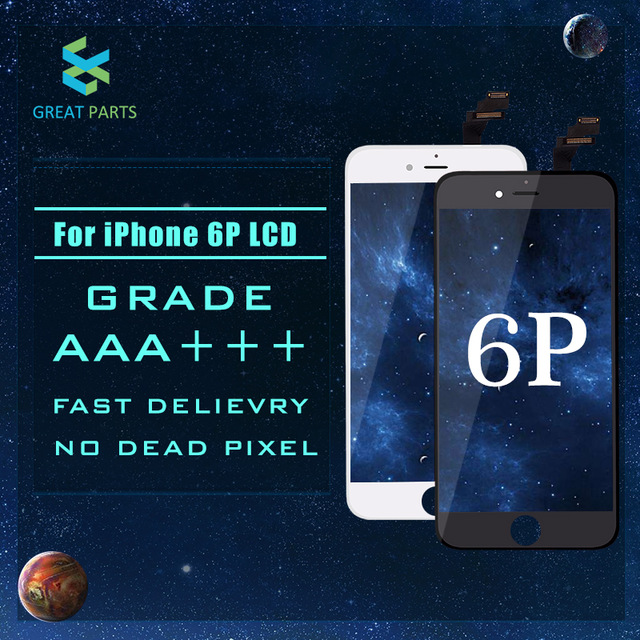 GREAT PARTS
For iPhone 6P LCD
GRADE
AAA+++
FAST DELIEVRY
NO DEAD PIXEL
6P